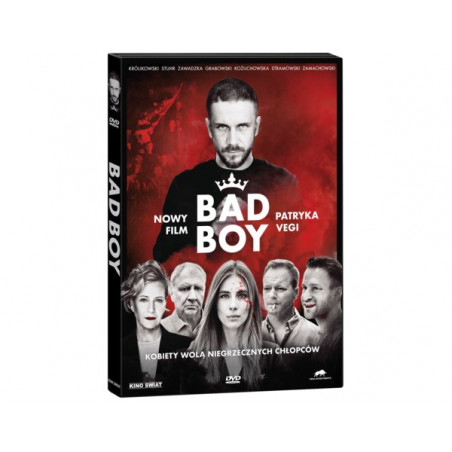 KRÓLIKOWSKI STUHR ZAWADZKA GRABOWSKI KOŻUCHOWSKA STRAMOWSKI ZAMACHOWSKI
NOWY FILM
BAD BOY
PATRYKA VEGI
KOBIETY WOLĄ NIEGRZECZNYCH CHŁOPCÓW
KINO ŚWIAT
DVD
DVD
BAD BOY